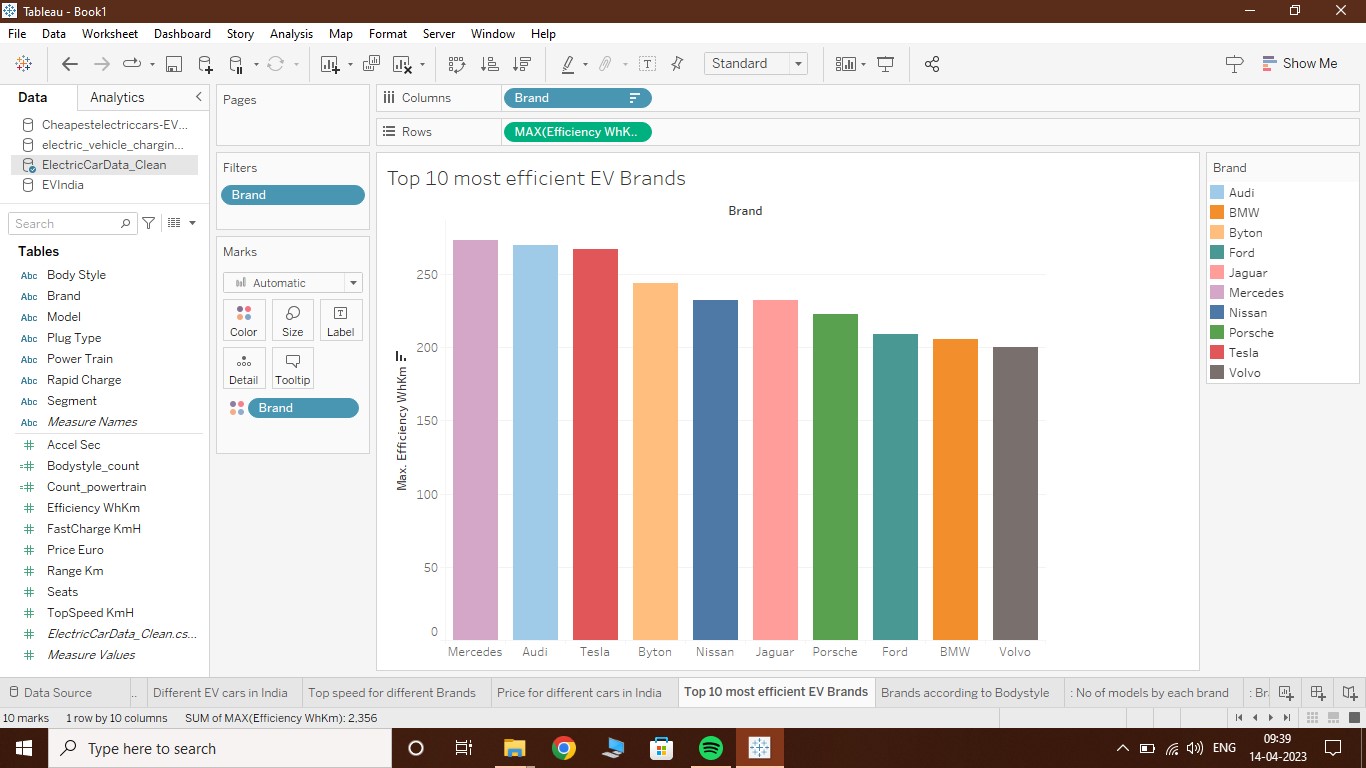 Tableau - Book1
File Data Worksheet Dashboard Story Analysis Map Format Server Window Help
Standard
Show Me
Data Analytics
Cheapestelectriccars-EV...
electric_vehicle_chargin...
ElectricCarData_Clean
EVIndia
Search
Tables
Abc Body Style
Abc Brand
Abc Model
Abc Plug Type
Abc Power Train
Abc Rapid Charge
Abc Segment
Abc Measure Names
# Accel Sec
=# Bodystyle_count
=# Count_powertrain
# Efficiency WhKm
# FastCharge KmH
# Price Euro
# Range Km
# Seats
# TopSpeed KmH
# ElectricCarData_Clean.cs...
# Measure Values
Pages
Filters
Brand
Marks
Automatic
Color Size Label
Detail Tooltip
Brand
Columns Brand
Rows MAX(Efficiency WhK..
Top 10 most efficient EV Brands
Brand
Max. Efficiency WhKm
250
200
150
100
50
0
Mercedes Audi Tesla Byton Nissan Jaguar Porsche Ford BMW Volvo
Brand
Audi
BMW
Byton
Ford
Jaguar
Mercedes
Nissan
Porsche
Tesla
Volvo
Data Source .. Different EV cars in India Top speed for different Brands Price for different cars in India Top 10 most efficient EV Brands Brands according to Bodystyle : No of models by each brand : Br
10 marks 1 row by 10 columns SUM of MAX(Efficiency WhKm): 2,356
Type here to search
ENG
09:39
14-04-2023